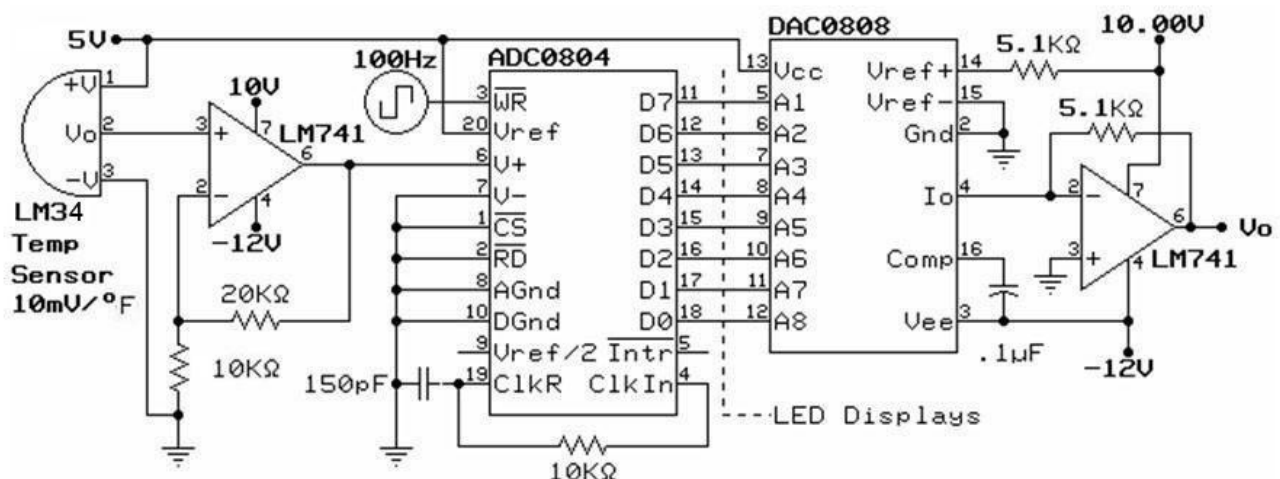 5V
1
+V
Vo
2
-V
3
LM34
Temp
Sensor
10mV/°F
10V
3
+
7
LM741
6
2
-
4
-12V
20KΩ
10KΩ
100Hz
ADC0804
3
WR
20
Vref
6
V+
7
V-
1
CS
2
RD
8
AGnd
10
DGnd
9
Vref/2
19
ClkR
D7
11
D6
12
D5
13
D4
14
D3
15
D2
16
D1
17
D0
18
Intr
5
ClkIn
4
150pF
10KΩ
LED Displays
DAC0808
13
Vcc
5
A1
6
A2
7
A3
8
A4
9
A5
10
A6
11
A7
12
A8
Vref+
14
Vref-
15
Gnd
2
Io
4
Comp
16
Vee
3
5.1KΩ
10.00V
5.1KΩ
2
-
7
6
Vo
3
+
4
LM741
.1µF
-12V